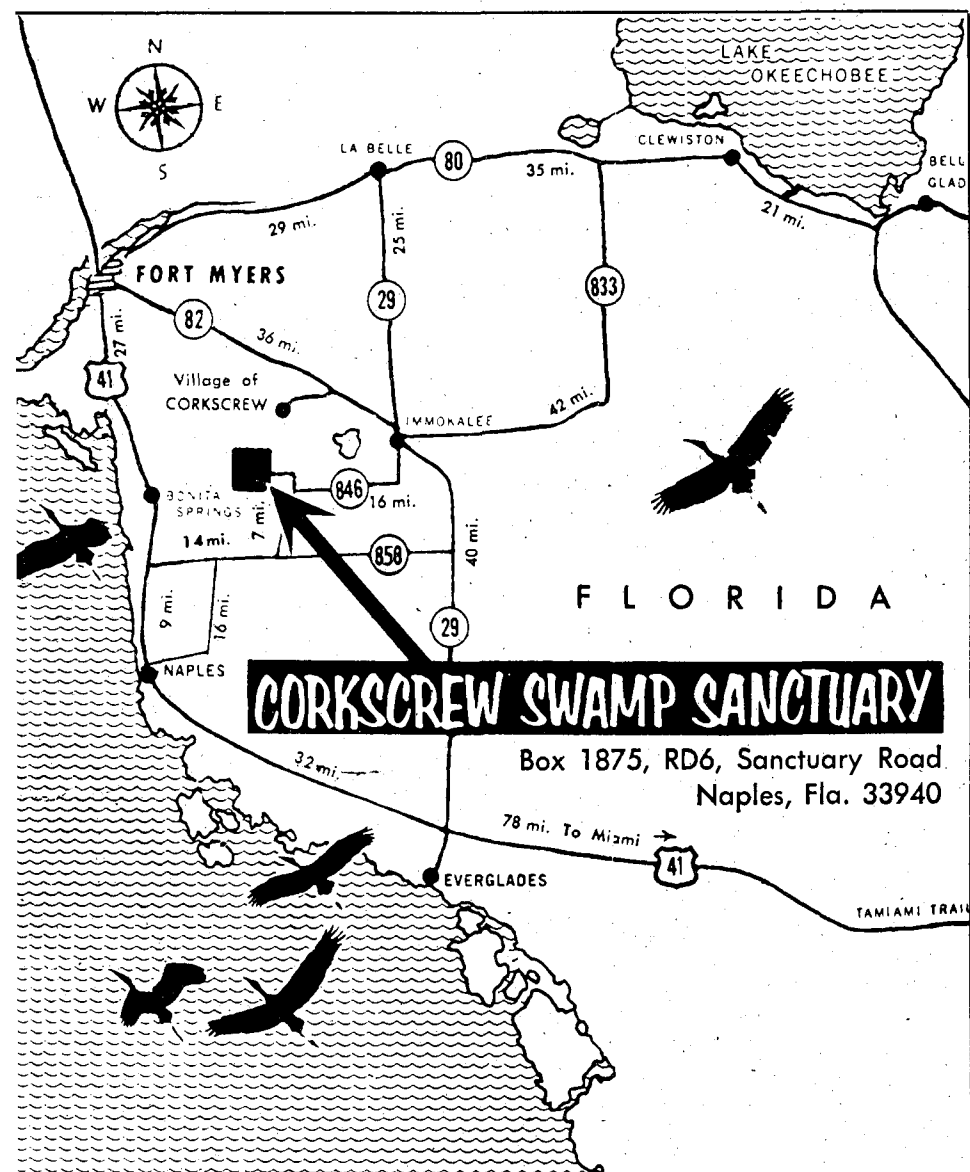 N
W E
S
LAKE
OKEECHOBEE
LA BELLE
80
35 mi.
CLEWISTON
BELL
GLAD
29 mi.
25 mi.
21 mi.
FORT MYERS
29
833
82
27 mi.
36 mi.
41
Village of
CORKSCREW
42 mi.
IMMOKALEE
846
16 mi.
BONITA
SPRINGS
7 mi.
14 mi.
858
40 mi.
9 mi.
16 mi.
29
FLORIDA
NAPLES
CORKSCREW SWAMP SANCTUARY
Box 1875, RD6, Sanctuary Road
Naples, Fla. 33940
32 mi.
78 mi. To Miami
41
EVERGLADES
TAMIAMI TRAIL